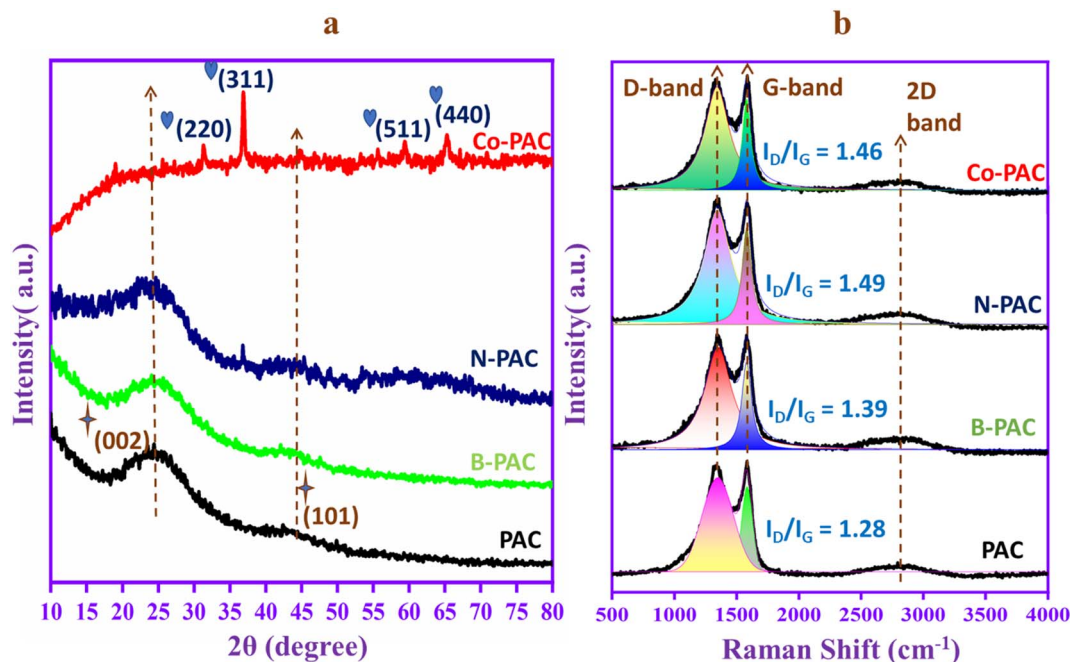 a
Intensity( a.u.)
(220)
(311)
(511)
(440)
Co-PAC
N-PAC
(002)
B-PAC
(101)
PAC
10 15 20 25 30 35 40 45 50 55 60 65 70 75 80
2θ (degree)
b
Intensity( a.u.)
D-band
G-band
2D
band
I_D/I_G = 1.46
Co-PAC
I_D/I_G = 1.49
N-PAC
I_D/I_G = 1.39
B-PAC
I_D/I_G = 1.28
PAC
500 1000 1500 2000 2500 3000 3500 4000
Raman Shift (cm⁻¹)